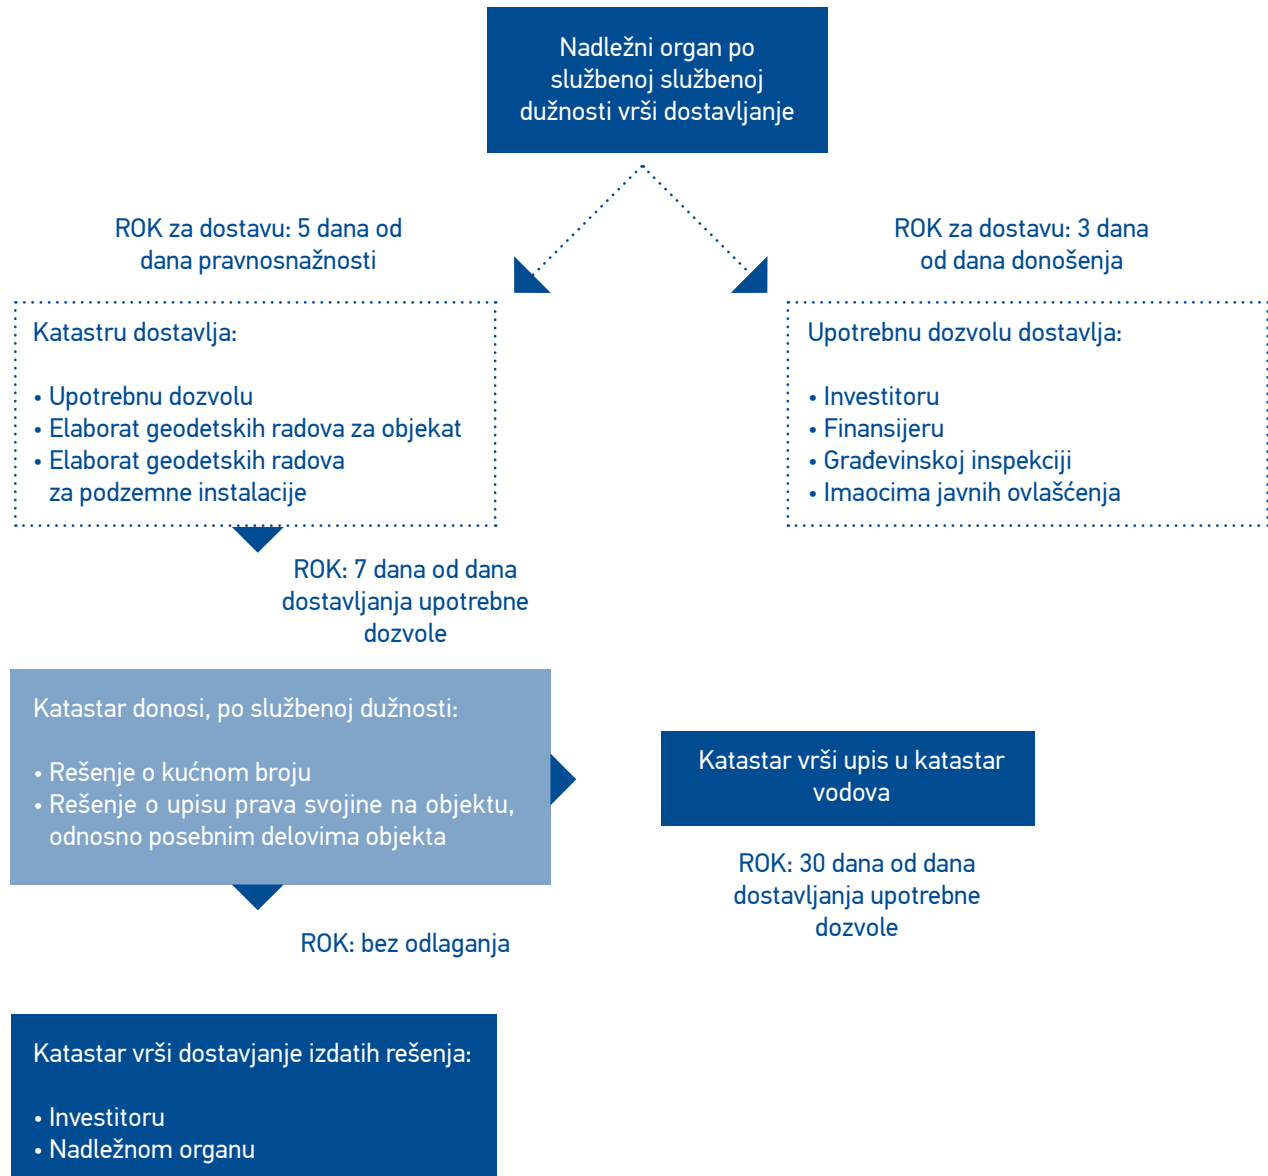 Nadležni organ po
službenoj službenoj
dužnosti vrši dostavljanje
ROK za dostavu: 5 dana od
dana pravnosnažnosti
ROK za dostavu: 3 dana
od dana donošenja
Katastru dostavlja:
• Upotrebnu dozvolu
• Elaborat geodetskih radova za objekat
• Elaborat geodetskih radova
za podzemne instalacije
Upotrebnu dozvolu dostavlja:
• Investitoru
• Finansijeru
• Građevinskoj inspekciji
• Imaocima javnih ovlašćenja
ROK: 7 dana od dana
dostavljanja upotrebne
dozvole
Katastar donosi, po službenoj dužnosti:
• Rešenje o kućnom broju
• Rešenje o upisu prava svojine na objektu,
odnosno posebnim delovima objekta
Katastar vrši upis u katastar
vodova
ROK: 30 dana od dana
dostavljanja upotrebne
dozvole
ROK: bez odlaganja
Katastar vrši dostavjanje izdatih rešenja:
• Investitoru
• Nadležnom organu